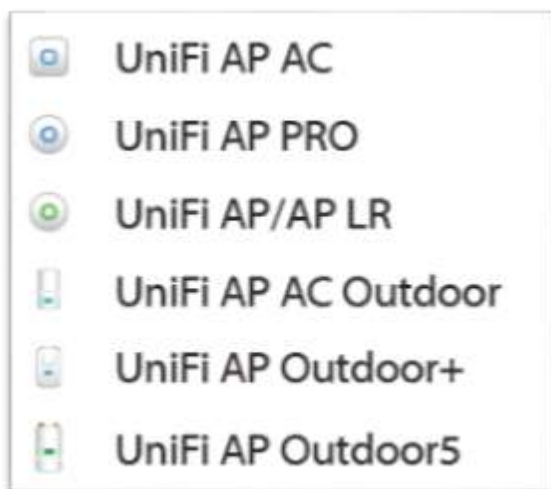 UniFi AP AC
UniFi AP PRO
UniFi AP/AP LR
UniFi AP AC Outdoor
UniFi AP Outdoor+
UniFi AP Outdoor5